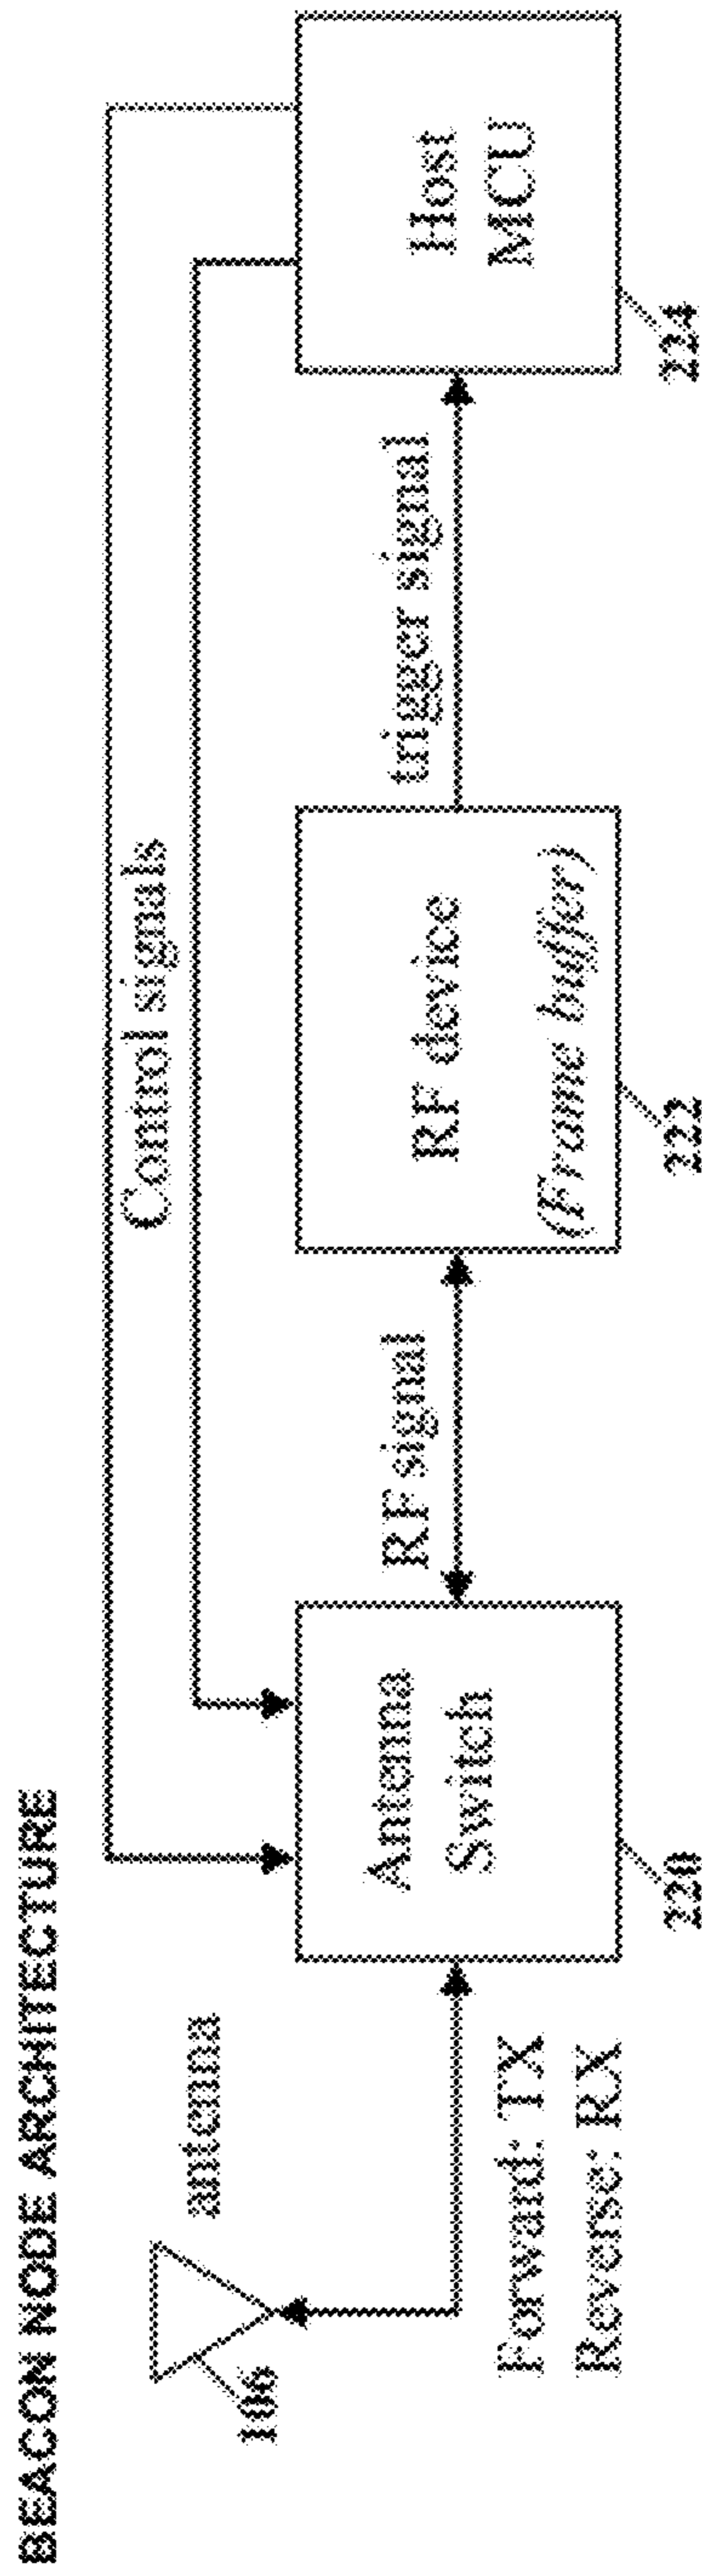 BEACON NODE ARCHITECTURE
antenna
106
Forward: TX
Reverse: RX
Control signals
Antenna
Switch
220
RF signal
RF device
(Frame buffer)
222
trigger signal
Host
MCU
224